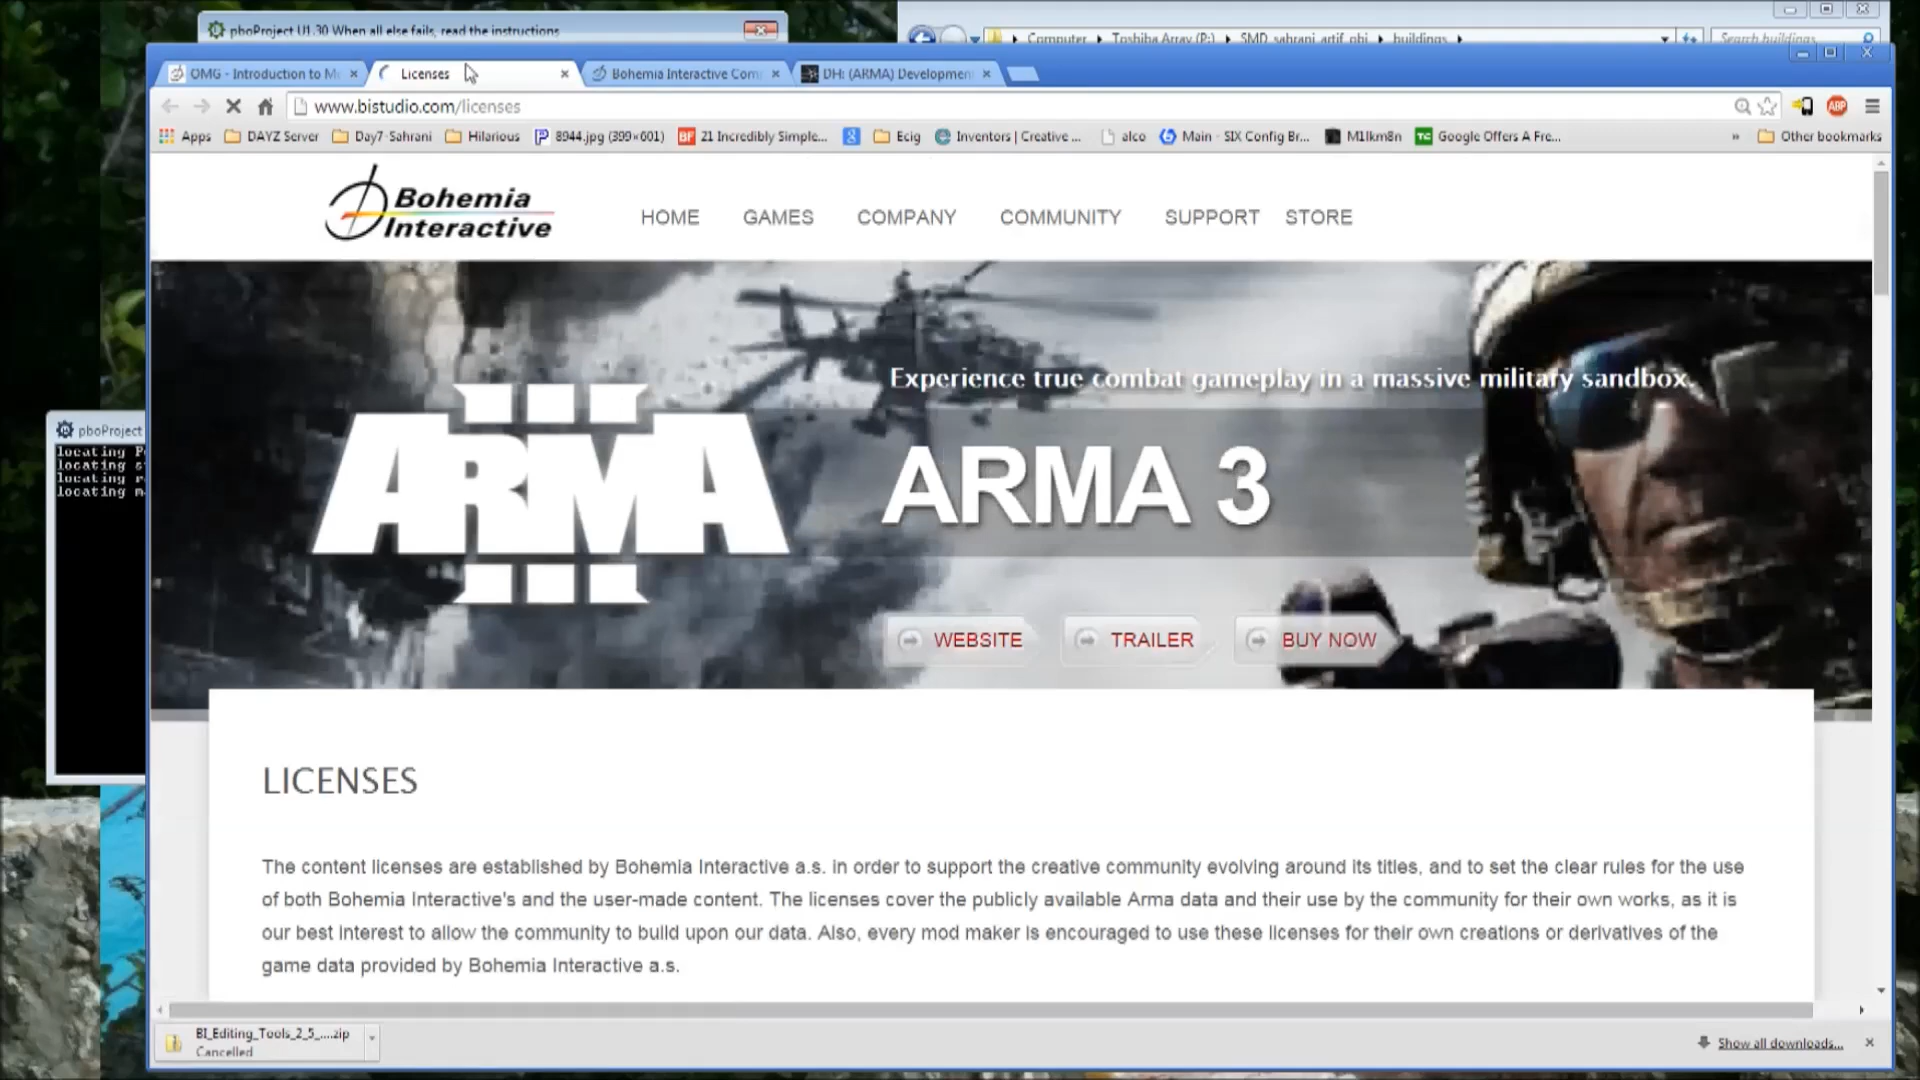 pboProject U1.30 When all else fails, read the instructions
Computer
Toshiba Array (P:)
SMD_sahrani_artif_obj
buildings
Search buildings
OMG - Introduction to M
Licenses
Bohemia Interactive Com
DH: (ARMA) Developmen
www.bistudio.com/licenses
ABP
Apps
DAYZ Server
Day7-Sahrani
Hilarious
8944.jpg (399×601)
BF
21 Incredibly Simple...
Ecig
Inventors | Creative ...
alco
Main - SIX Config Br...
M1lkm8n
TC
Google Offers A Fre...
»
Other bookmarks
Bohemia
Interactive
HOME
GAMES
COMPANY
COMMUNITY
SUPPORT
STORE
Experience true combat gameplay in a massive military sandbox.
ARMA
ARMA 3
WEBSITE
TRAILER
BUY NOW
pboProject
locating P
locating s
locating r
locating m
LICENSES
The content licenses are established by Bohemia Interactive a.s. in order to support the creative community evolving around its titles, and to set the clear rules for the use
of both Bohemia Interactive's and the user-made content. The licenses cover the publicly available Arma data and their use by the community for their own works, as it is
our best interest to allow the community to build upon our data. Also, every mod maker is encouraged to use these licenses for their own creations or derivatives of the
game data provided by Bohemia Interactive a.s.
BI_Editing_Tools_2_5_....zip
Cancelled
Show all downloads...